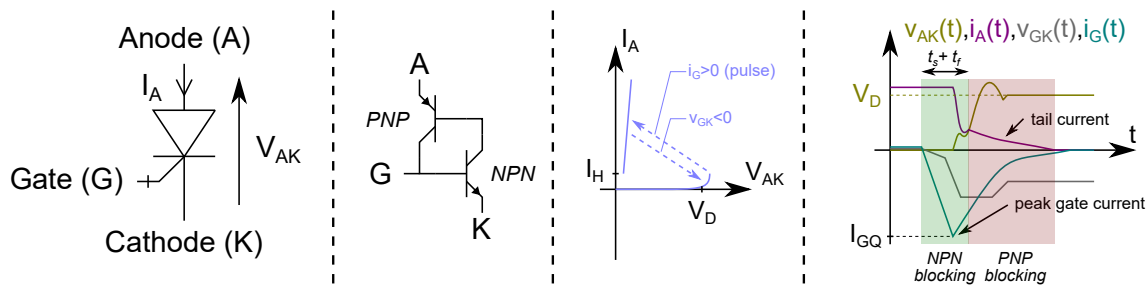 Anode (A)
I_A
V_AK
Gate (G)
Cathode (K)
A
PNP
G
NPN
K
I_A
i_G>0 (pulse)
v_GK<0
I_H
V_AK
V_D
v_AK(t),i_A(t),v_GK(t),i_G(t)
t_s+ t_f
V_D
tail current
t
peak gate current
I_GQ
NPN
blocking
PNP
blocking